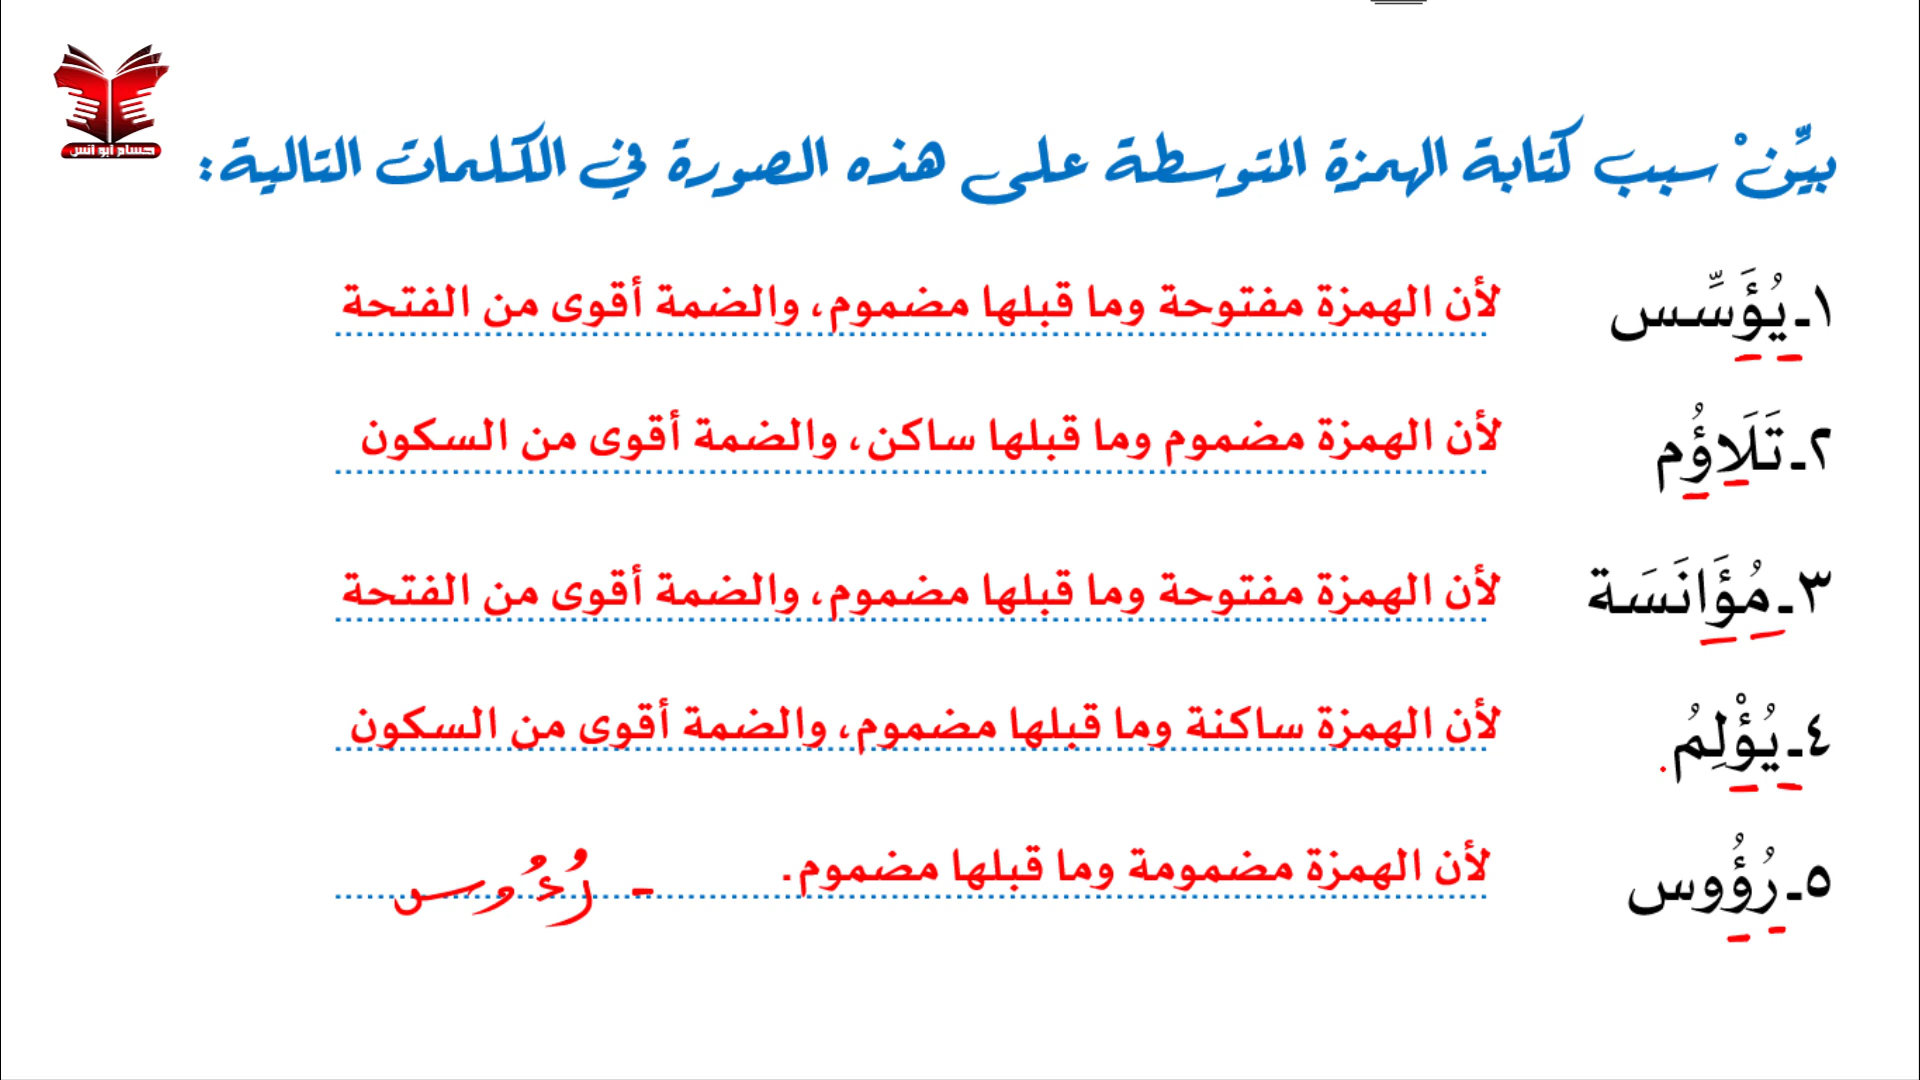 حسام أبو أنس
بيِّنْ سبب كتابة الهمزة المتوسطة على هذه الصورة في الكلمات التالية:
١ـ يُؤَسِّس لأن الهمزة مفتوحة وما قبلها مضموم، والضمة أقوى من الفتحة
٢ـ تَلَاؤُم لأن الهمزة مضموم وما قبلها ساكن، والضمة أقوى من السكون
٣ـ مُؤَانَسَة لأن الهمزة مفتوحة وما قبلها مضموم، والضمة أقوى من الفتحة
٤ـ يُؤْلِمُ لأن الهمزة ساكنة وما قبلها مضموم، والضمة أقوى من السكون
٥ـ رُؤُوس لأن الهمزة مضمومة وما قبلها مضموم. - رُءُوس